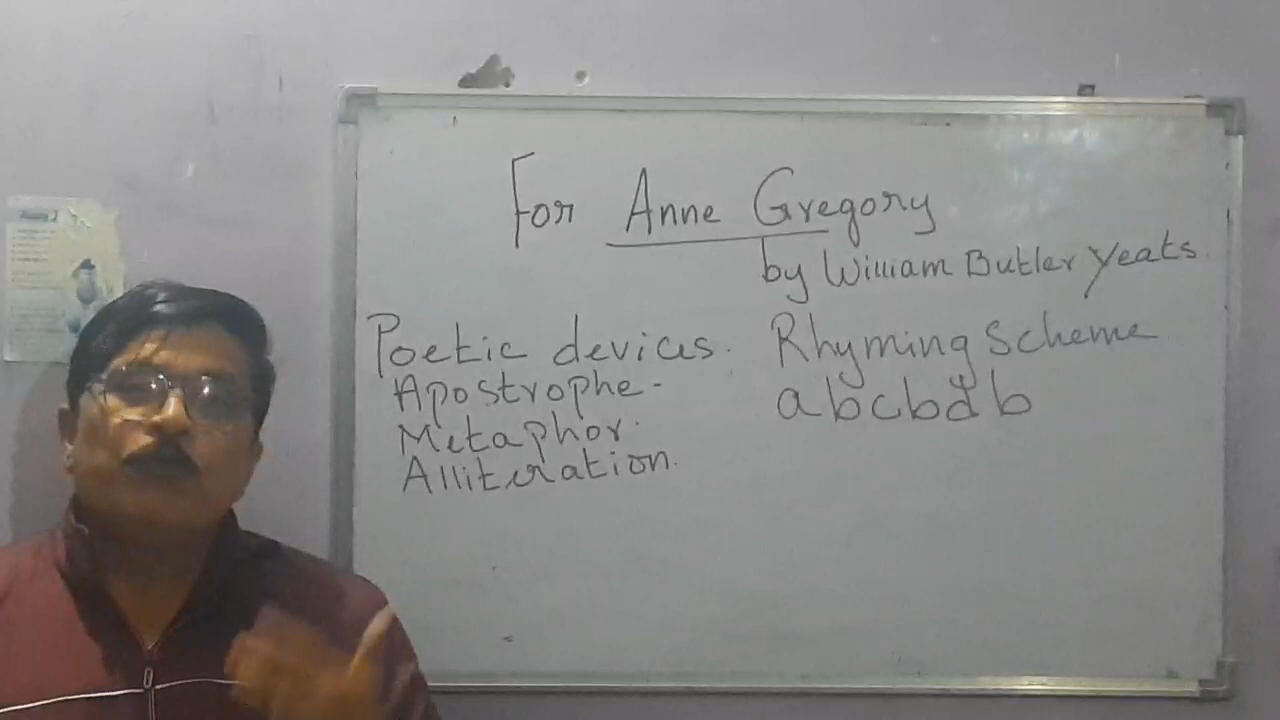 For Anne Gregory
by William Butler Yeats.
Poetic devices.
Apostrophe-
Metaphor.
Alliteration.
Rhyming Scheme
abcbdb